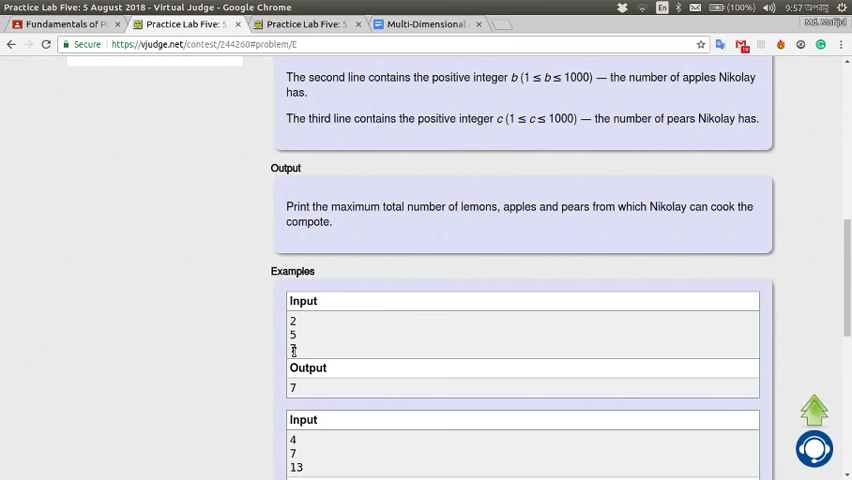 Practice Lab Five: 5 August 2018 - Virtual Judge - Google Chrome
En
(100%)
9:57 অপরাহ্ণ
Fundamentals of P
Practice Lab Five: 5
Practice Lab Five: 5
Multi-Dimensional
Secure
https://vjudge.net/contest/244260#problem/E
The second line contains the positive integer b (1 ≤ b ≤ 1000) — the number of apples Nikolay
has.
The third line contains the positive integer c (1 ≤ c ≤ 1000) — the number of pears Nikolay has.
Output
Print the maximum total number of lemons, apples and pears from which Nikolay can cook the
compote.
Examples
Input
2
5
7
Output
7
Input
4
7
13